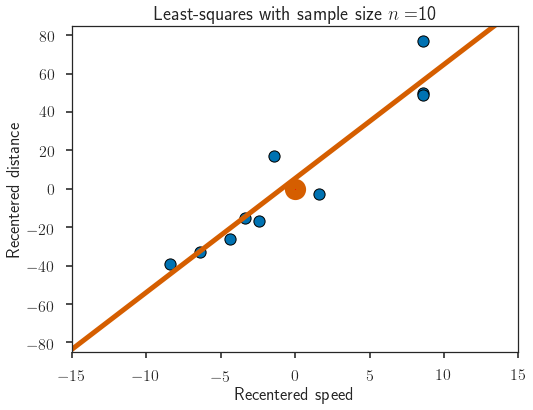 Least-squares with sample size n =10
Recentered distance
80
60
40
20
0
−20
−40
−60
−80
−15 −10 −5 0 5 10 15
Recentered speed